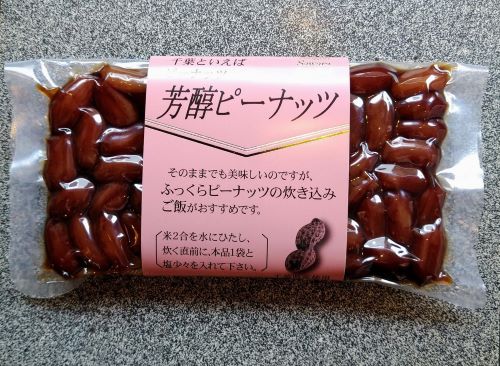 千葉といえば
芳醇ピーナッツ
そのままでも美味しいのですが、
ふっくらピーナッツの炊き込み
ご飯がおすすめです。
米2合を水にひたし、
炊く直前に、本品1袋と
塩少々を入れて下さい。